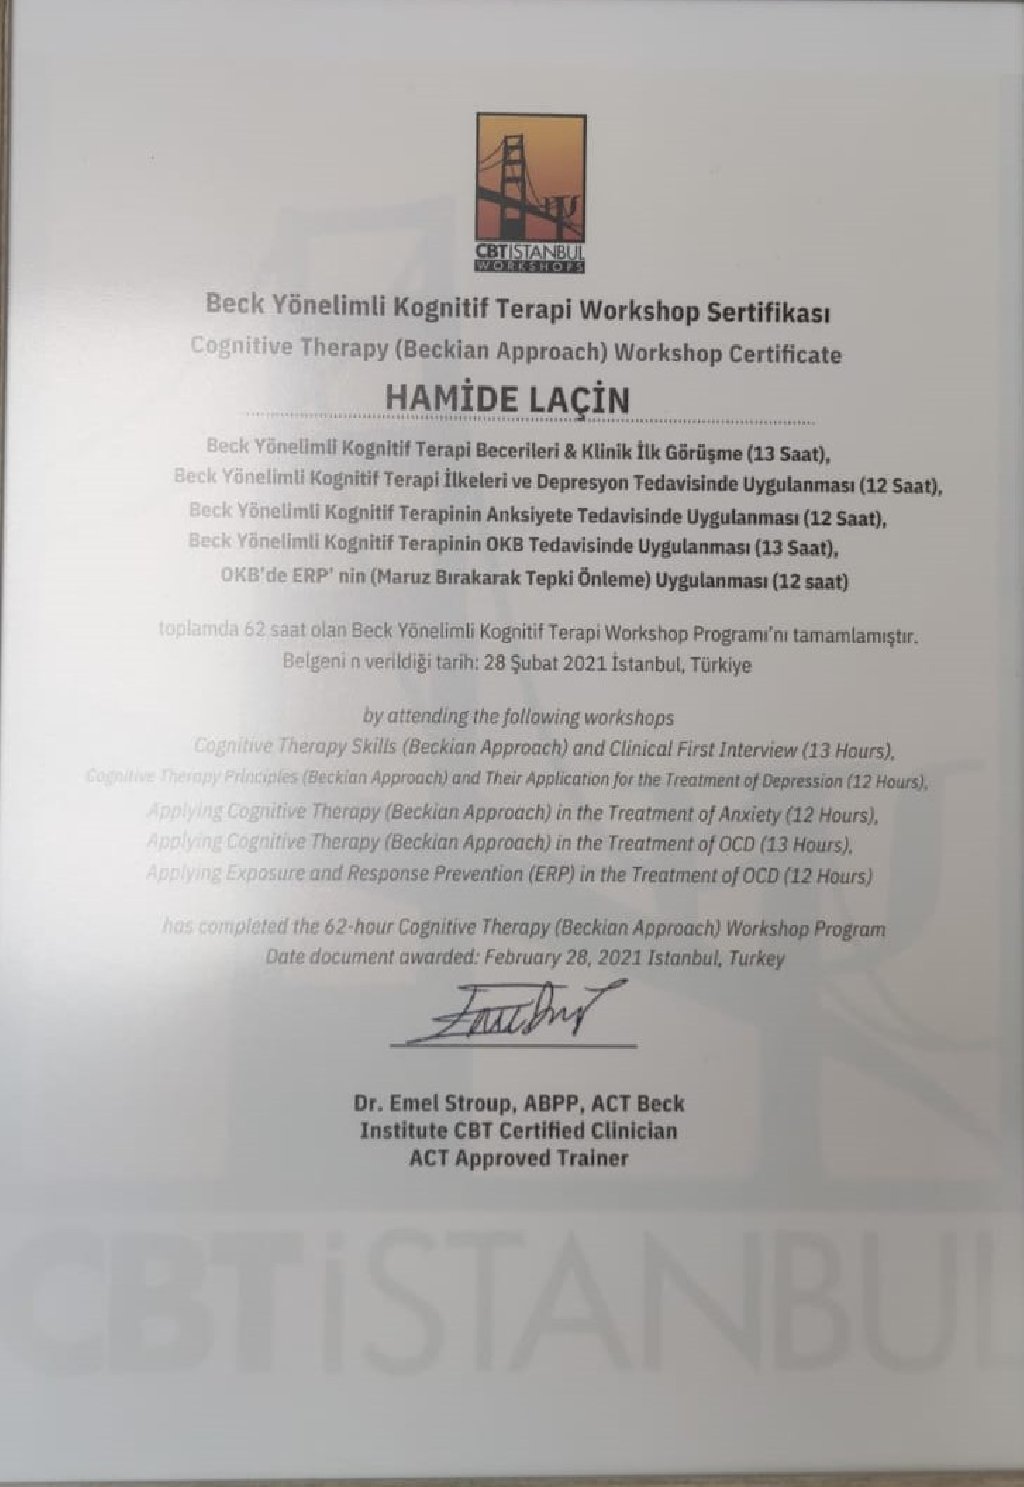 CBTISTANBUL
WORKSHOPS
Beck Yönelimli Kognitif Terapi Workshop Sertifikası
Cognitive Therapy (Beckian Approach) Workshop Certificate
HAMİDE LAÇİN
Beck Yönelimli Kognitif Terapi Becerileri & Klinik İlk Görüşme (13 Saat),
Beck Yönelimli Kognitif Terapi İlkeleri ve Depresyon Tedavisinde Uygulanması (12 Saat),
Beck Yönelimli Kognitif Terapinin Anksiyete Tedavisinde Uygulanması (12 Saat),
Beck Yönelimli Kognitif Terapinin OKB Tedavisinde Uygulanması (13 Saat),
OKB'de ERP' nin (Maruz Bırakarak Tepki Önleme) Uygulanması (12 saat)
toplamda 62 saat olan Beck Yönelimli Kognitif Terapi Workshop Programı'nı tamamlamıştır.
Belgeni n verildiği tarih: 28 Şubat 2021 İstanbul, Türkiye
by attending the following workshops
Cognitive Therapy Skills (Beckian Approach) and Clinical First Interview (13 Hours),
Cognitive Therapy Principles (Beckian Approach) and Their Application for the Treatment of Depression (12 Hours),
Applying Cognitive Therapy (Beckian Approach) in the Treatment of Anxiety (12 Hours),
Applying Cognitive Therapy (Beckian Approach) in the Treatment of OCD (13 Hours),
Applying Exposure and Response Prevention (ERP) in the Treatment of OCD (12 Hours)
has completed the 62-hour Cognitive Therapy (Beckian Approach) Workshop Program
Date document awarded: February 28, 2021 Istanbul, Turkey
Dr. Emel Stroup, ABPP, ACT Beck
Institute CBT Certified Clinician
ACT Approved Trainer
CBTİSTANBUL